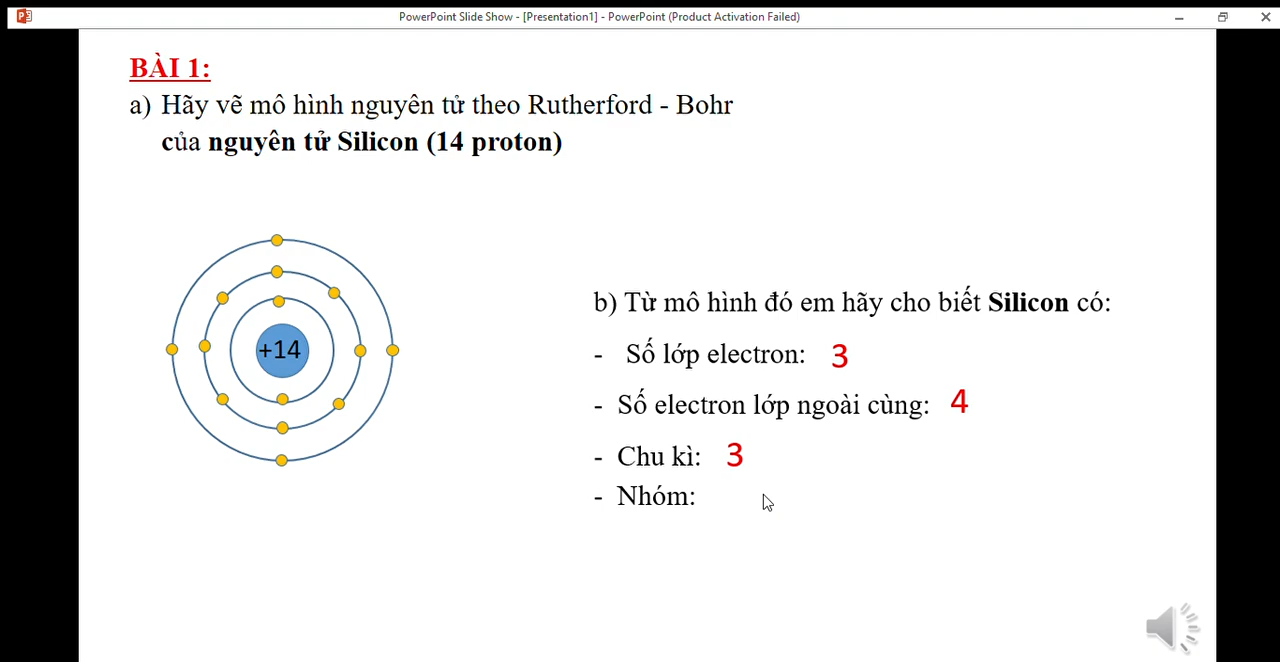 PowerPoint Slide Show - [Presentation1] - PowerPoint (Product Activation Failed)
BÀI 1:
a) Hãy vẽ mô hình nguyên tử theo Rutherford - Bohr
của nguyên tử Silicon (14 proton)
+14
b) Từ mô hình đó em hãy cho biết Silicon có:
- Số lớp electron: 3
- Số electron lớp ngoài cùng: 4
- Chu kì: 3
- Nhóm: